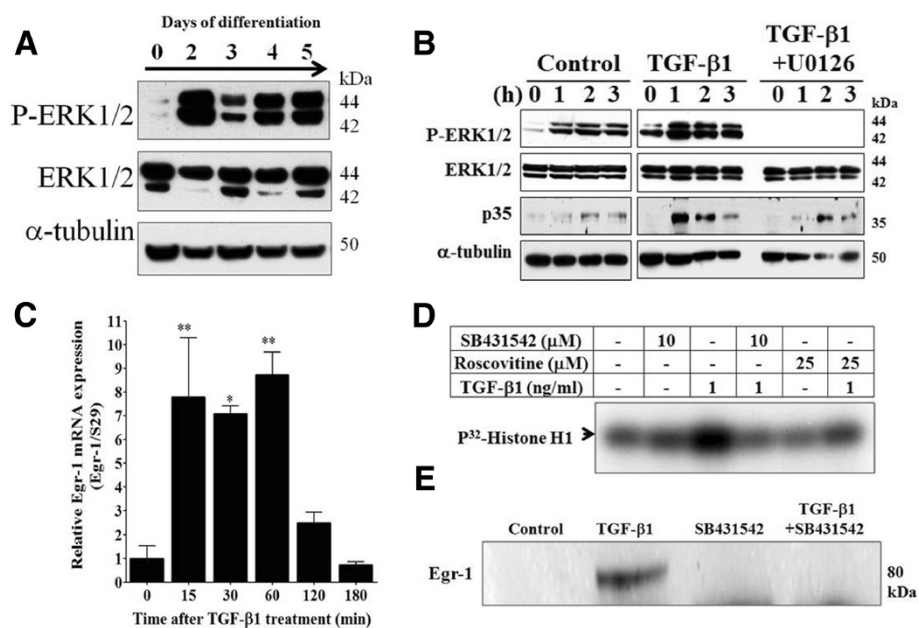 A
Days of differentiation
0 2 3 4 5
kDa
P-ERK1/2
44
42
ERK1/2
44
42
α-tubulin
50
B
Control
TGF-β1
TGF-β1
+U0126
(h) 0 1 2 3 0 1 2 3 0 1 2 3
kDa
P-ERK1/2
44
42
ERK1/2
44
42
p35
35
α-tubulin
50
C
Relative Egr-1 mRNA expression
(Egr-1/S29)
11
10
9
8
7
6
5
4
3
2
1
0
** * **
0 15 30 60 120 180
Time after TGF-β1 treatment (min)
D
SB431542 (μM) - 10 - 10 - -
Roscovitine (μM) - - - - 25 25
TGF-β1 (ng/ml) - - 1 1 - 1
P32-Histone H1
E
Control TGF-β1 SB431542 TGF-β1
+SB431542
Egr-1
80
kDa